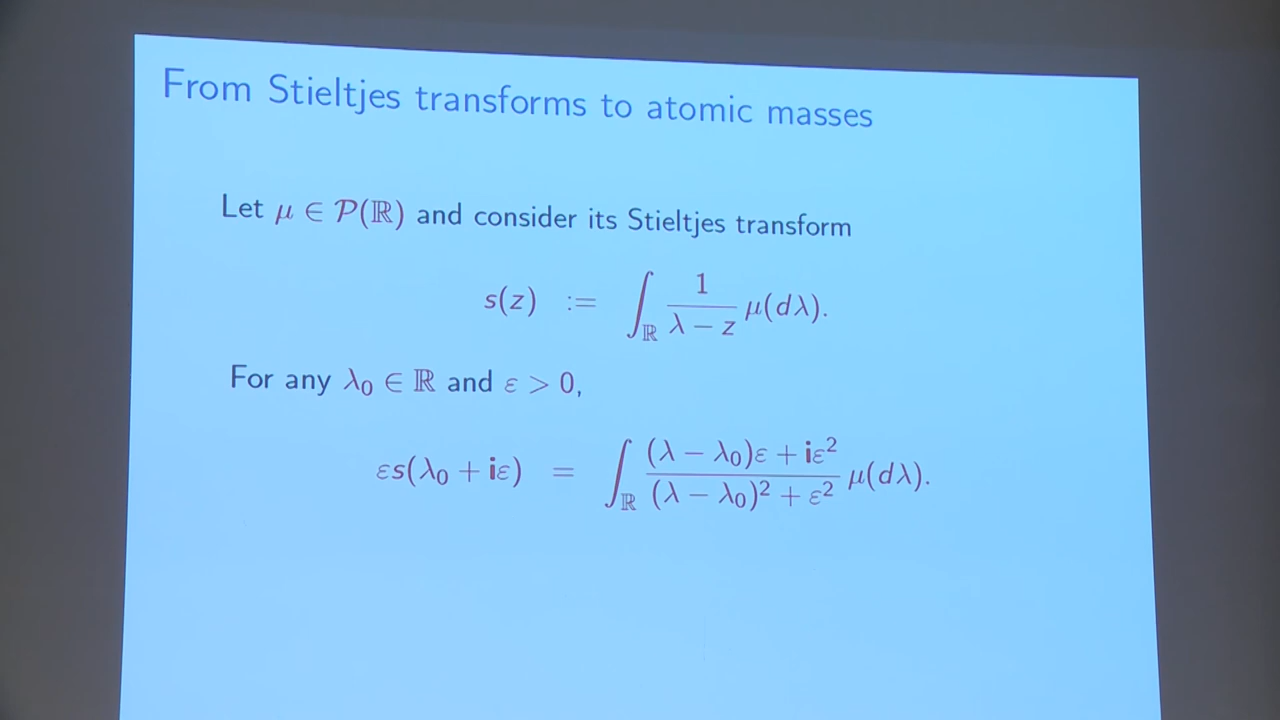 From Stieltjes transforms to atomic masses
Let μ ∈ 𝒫(ℝ) and consider its Stieltjes transform
s(z) := ∫_ℝ 1/(λ − z) μ(dλ).
For any λ₀ ∈ ℝ and ε > 0,
εs(λ₀ + iε) = ∫_ℝ ((λ − λ₀)ε + iε²)/((λ − λ₀)² + ε²) μ(dλ).